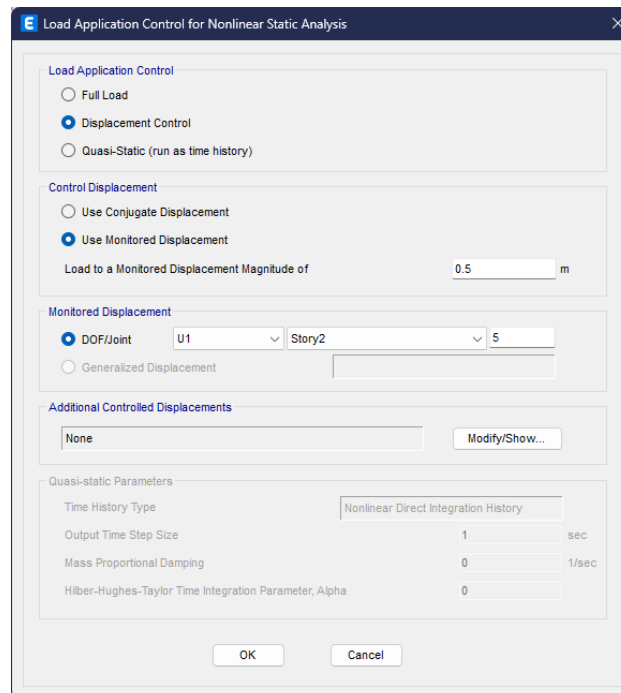 E Load Application Control for Nonlinear Static Analysis
Load Application Control
Full Load
Displacement Control
Quasi-Static (run as time history)
Control Displacement
Use Conjugate Displacement
Use Monitored Displacement
Load to a Monitored Displacement Magnitude of 0.5 m
Monitored Displacement
DOF/Joint U1 Story2 5
Generalized Displacement
Additional Controlled Displacements
None Modify/Show...
Quasi-static Parameters
Time History Type Nonlinear Direct Integration History
Output Time Step Size 1 sec
Mass Proportional Damping 0 1/sec
Hilber-Hughes-Taylor Time Integration Parameter, Alpha 0
OK Cancel